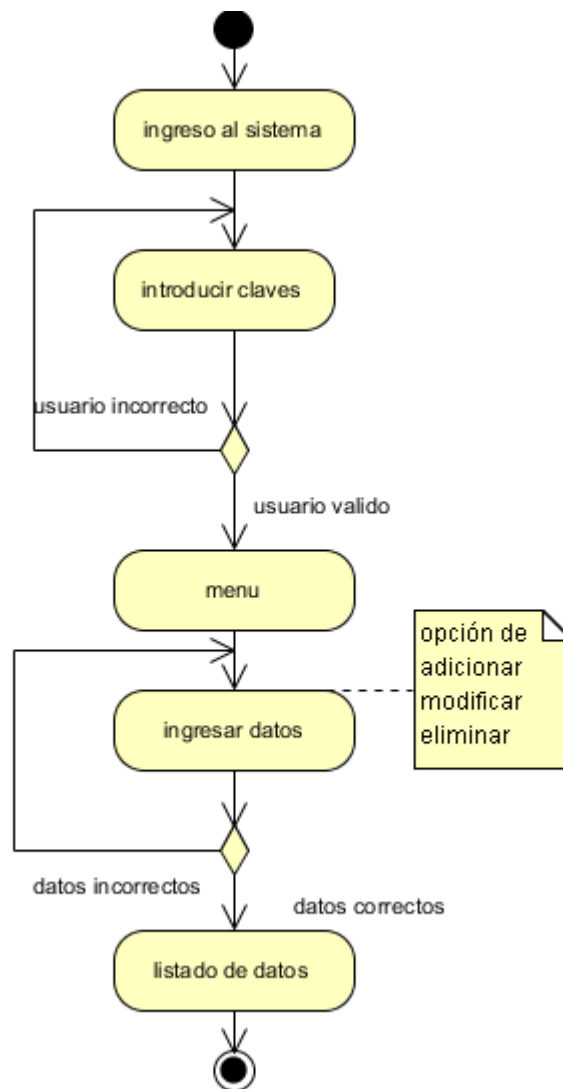 ingreso al sistema
introducir claves
usuario incorrecto
usuario valido
menu
opción de
adicionar
modificar
eliminar
ingresar datos
datos incorrectos
datos correctos
listado de datos